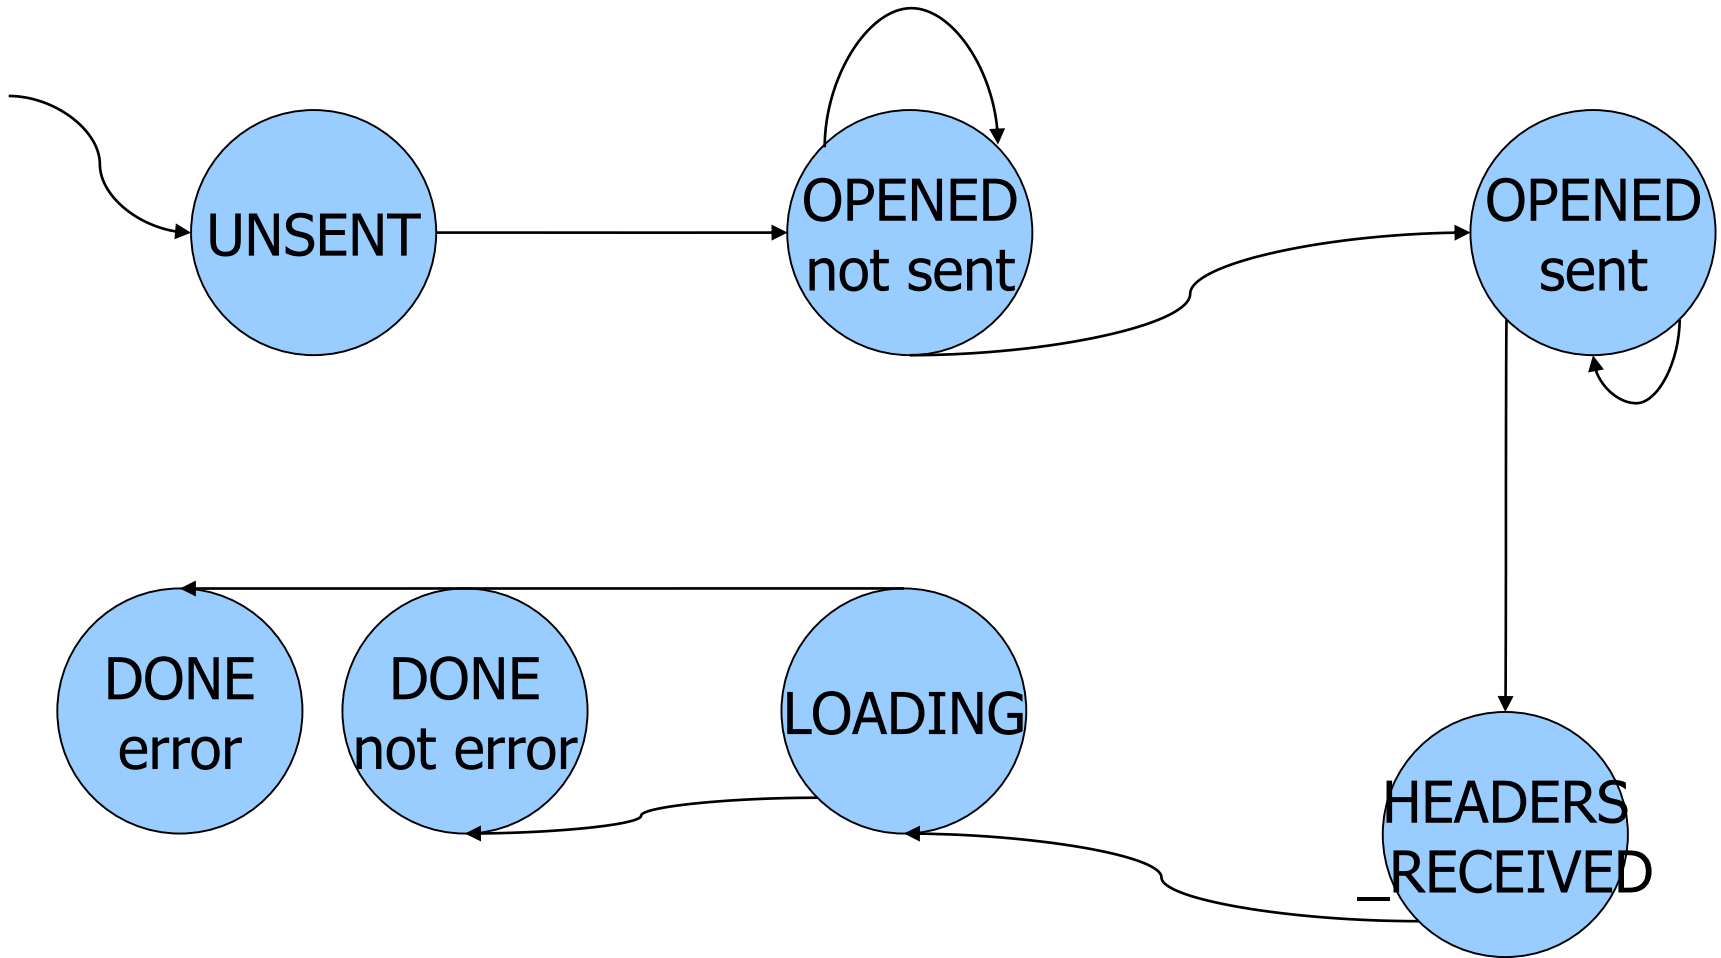 UNSENT
OPENED
not sent
OPENED
sent
DONE
error
DONE
not error
LOADING
HEADERS
_RECEIVED